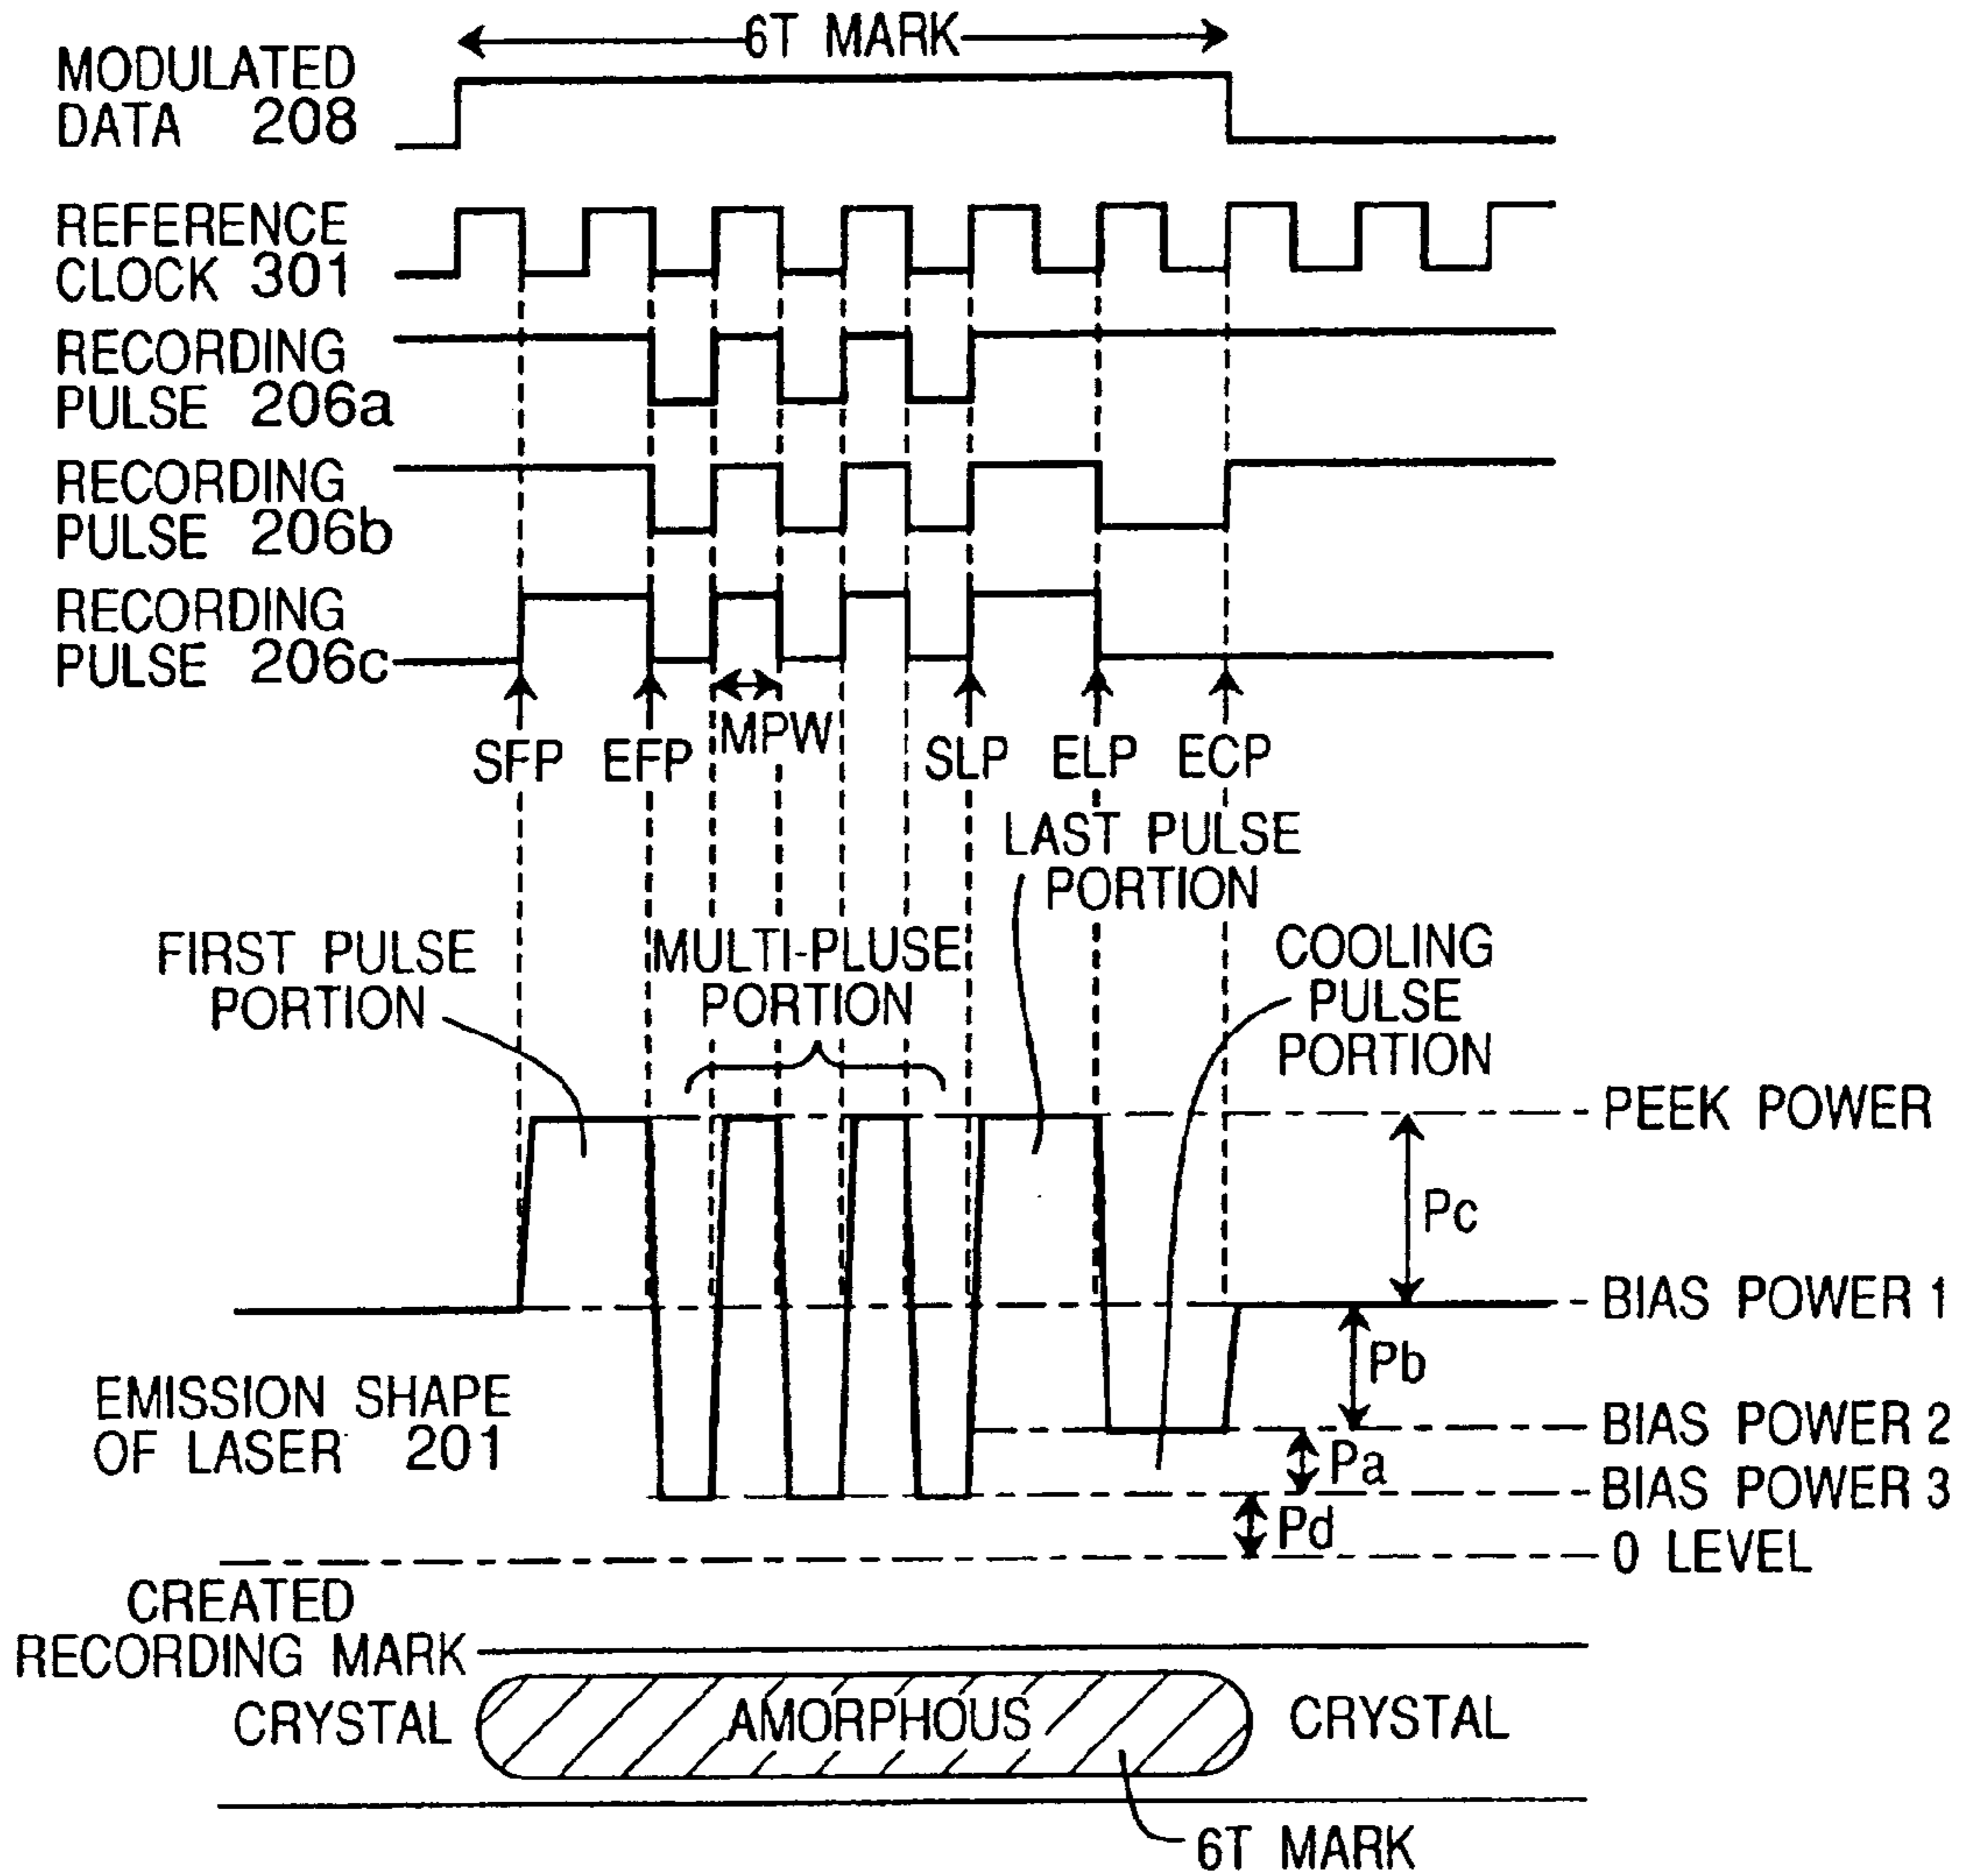 6T MARK
MODULATED
DATA 208
REFERENCE
CLOCK 301
RECORDING
PULSE 206a
RECORDING
PULSE 206b
RECORDING
PULSE 206c
MPW
SFP EFP SLP ELP ECP
LAST PULSE
PORTION
FIRST PULSE
PORTION
MULTI-PLUSE
PORTION
COOLING
PULSE
PORTION
PEEK POWER
Pc
BIAS POWER 1
Pb
EMISSION SHAPE
OF LASER 201
BIAS POWER 2
Pa
BIAS POWER 3
Pd
0 LEVEL
CREATED
RECORDING MARK
CRYSTAL AMORPHOUS CRYSTAL
6T MARK